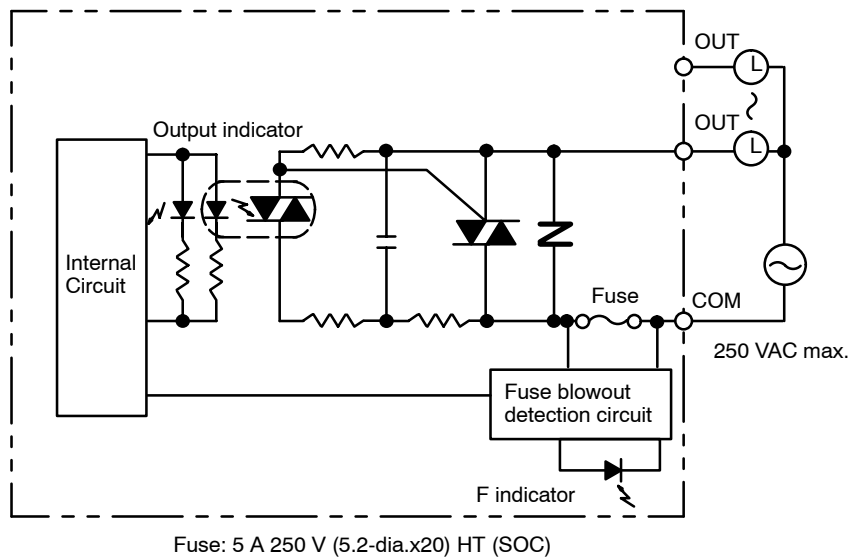 OUT
L
Output indicator
OUT
L
Internal
Circuit
Fuse
COM
250 VAC max.
Fuse blowout
detection circuit
F indicator
Fuse: 5 A 250 V (5.2-dia.x20) HT (SOC)